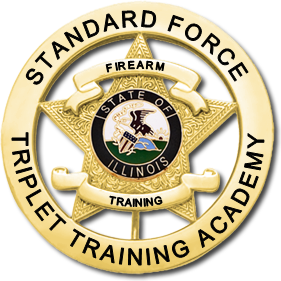 STANDARD FORCE
FIREARM
STATE OF
ILLINOIS
TRAINING
TRIPLET TRAINING ACADEMY